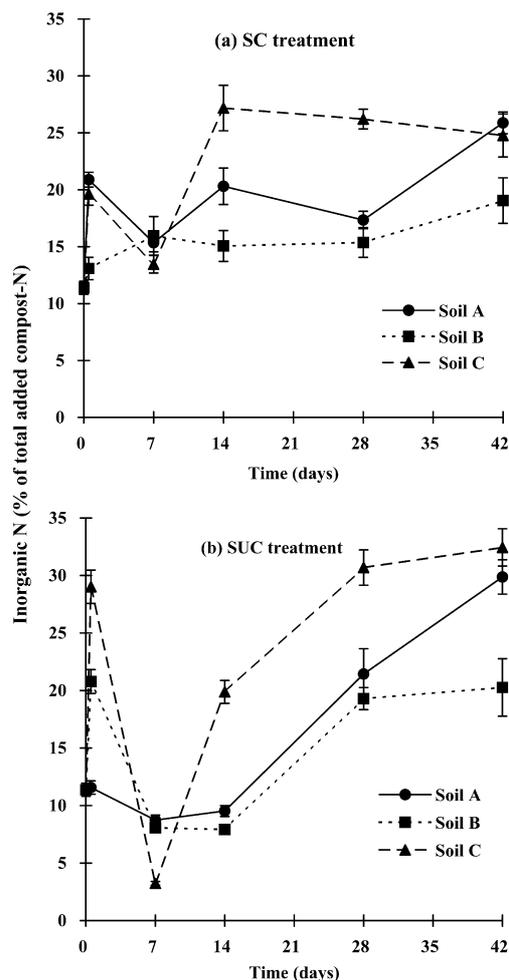 Inorganic N (% of total added compost-N)
(a) SC treatment
35
30
25
20
15
10
5
0
Soil A
Soil B
Soil C
0 7 14 21 28 35 42
Time (days)
(b) SUC treatment
35
30
25
20
15
10
5
0
Soil A
Soil B
Soil C
0 7 14 21 28 35 42
Time (days)